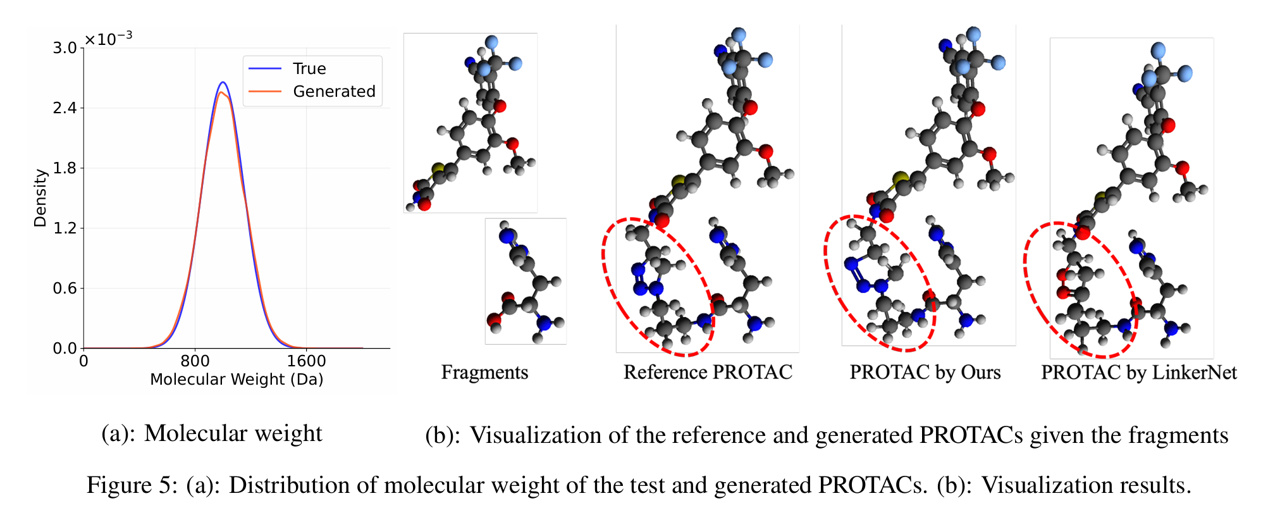 ×10⁻³
3.0
2.4
1.8
1.2
0.6
0.0
Density
True
Generated
0
800
1600
Molecular Weight (Da)
Fragments
Reference PROTAC
PROTAC by Ours
PROTAC by LinkerNet
(a): Molecular weight
(b): Visualization of the reference and generated PROTACs given the fragments
Figure 5: (a): Distribution of molecular weight of the test and generated PROTACs. (b): Visualization results.